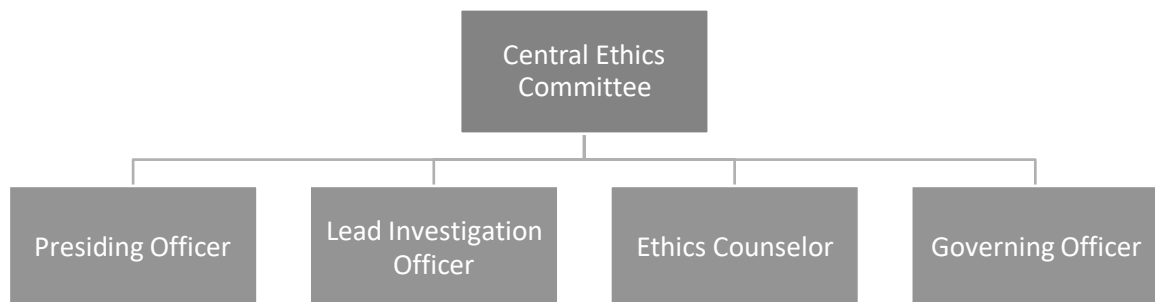 Central Ethics
Committee
Presiding Officer
Lead Investigation
Officer
Ethics Counselor
Governing Officer